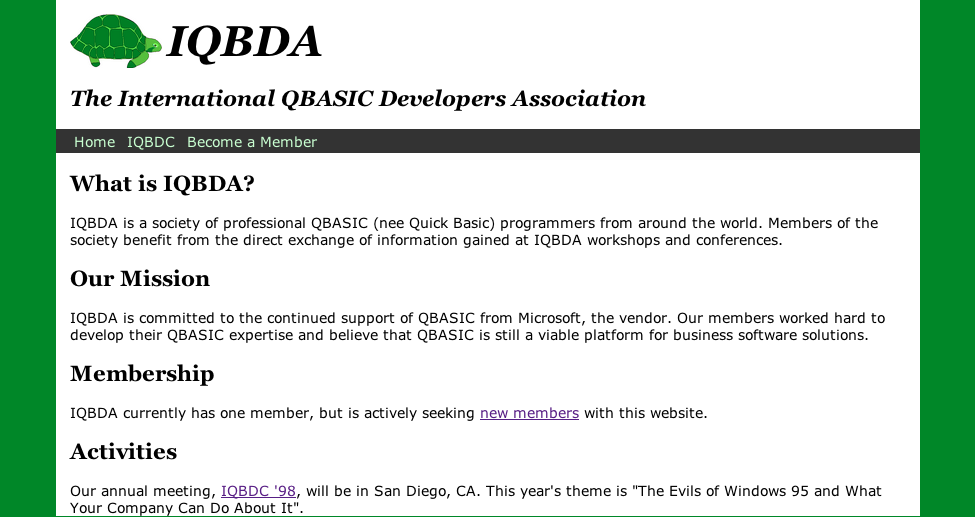 IQBDA
The International QBASIC Developers Association
Home IQBDC Become a Member
What is IQBDA?
IQBDA is a society of professional QBASIC (nee Quick Basic) programmers from around the world. Members of the
society benefit from the direct exchange of information gained at IQBDA workshops and conferences.
Our Mission
IQBDA is committed to the continued support of QBASIC from Microsoft, the vendor. Our members worked hard to
develop their QBASIC expertise and believe that QBASIC is still a viable platform for business software solutions.
Membership
IQBDA currently has one member, but is actively seeking new members with this website.
Activities
Our annual meeting, IQBDC '98, will be in San Diego, CA. This year's theme is "The Evils of Windows 95 and What
Your Company Can Do About It".